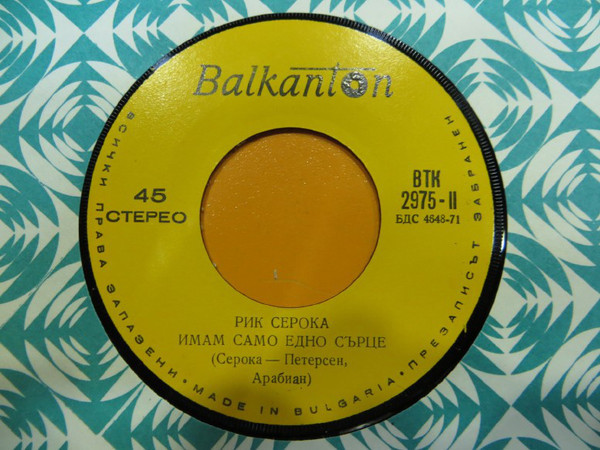 Balkanton
ВСИЧКИ ПРАВА ЗАПАЗЕНИ • MADE IN BULGARIA • ПРЕЗАПИСЪТ ЗАБРАНЕН
45
СТЕРЕО
ВТК
2975-II
БДС 4648-71
РИК СЕРОКА
ИМАМ САМО ЕДНО СЪРЦЕ
(Серока — Петерсен,
Арабиан)